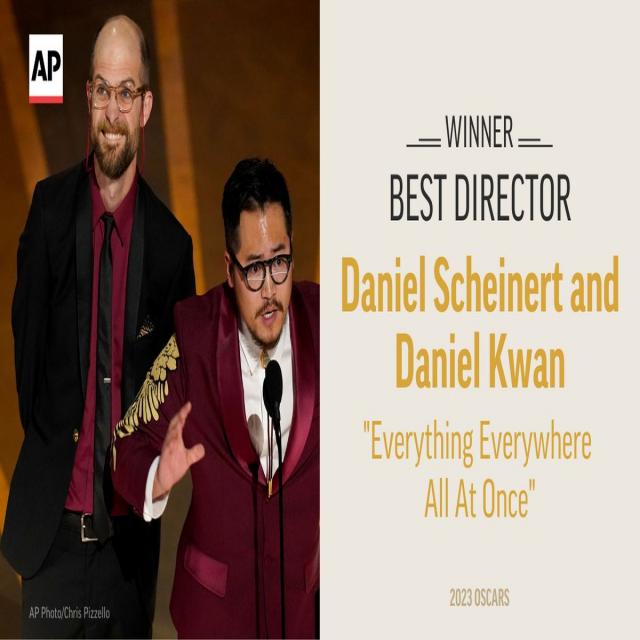 AP
WINNER
BEST DIRECTOR
Daniel Scheinert and
Daniel Kwan
"Everything Everywhere
All At Once"
2023 OSCARS
AP Photo/Chris Pizzello